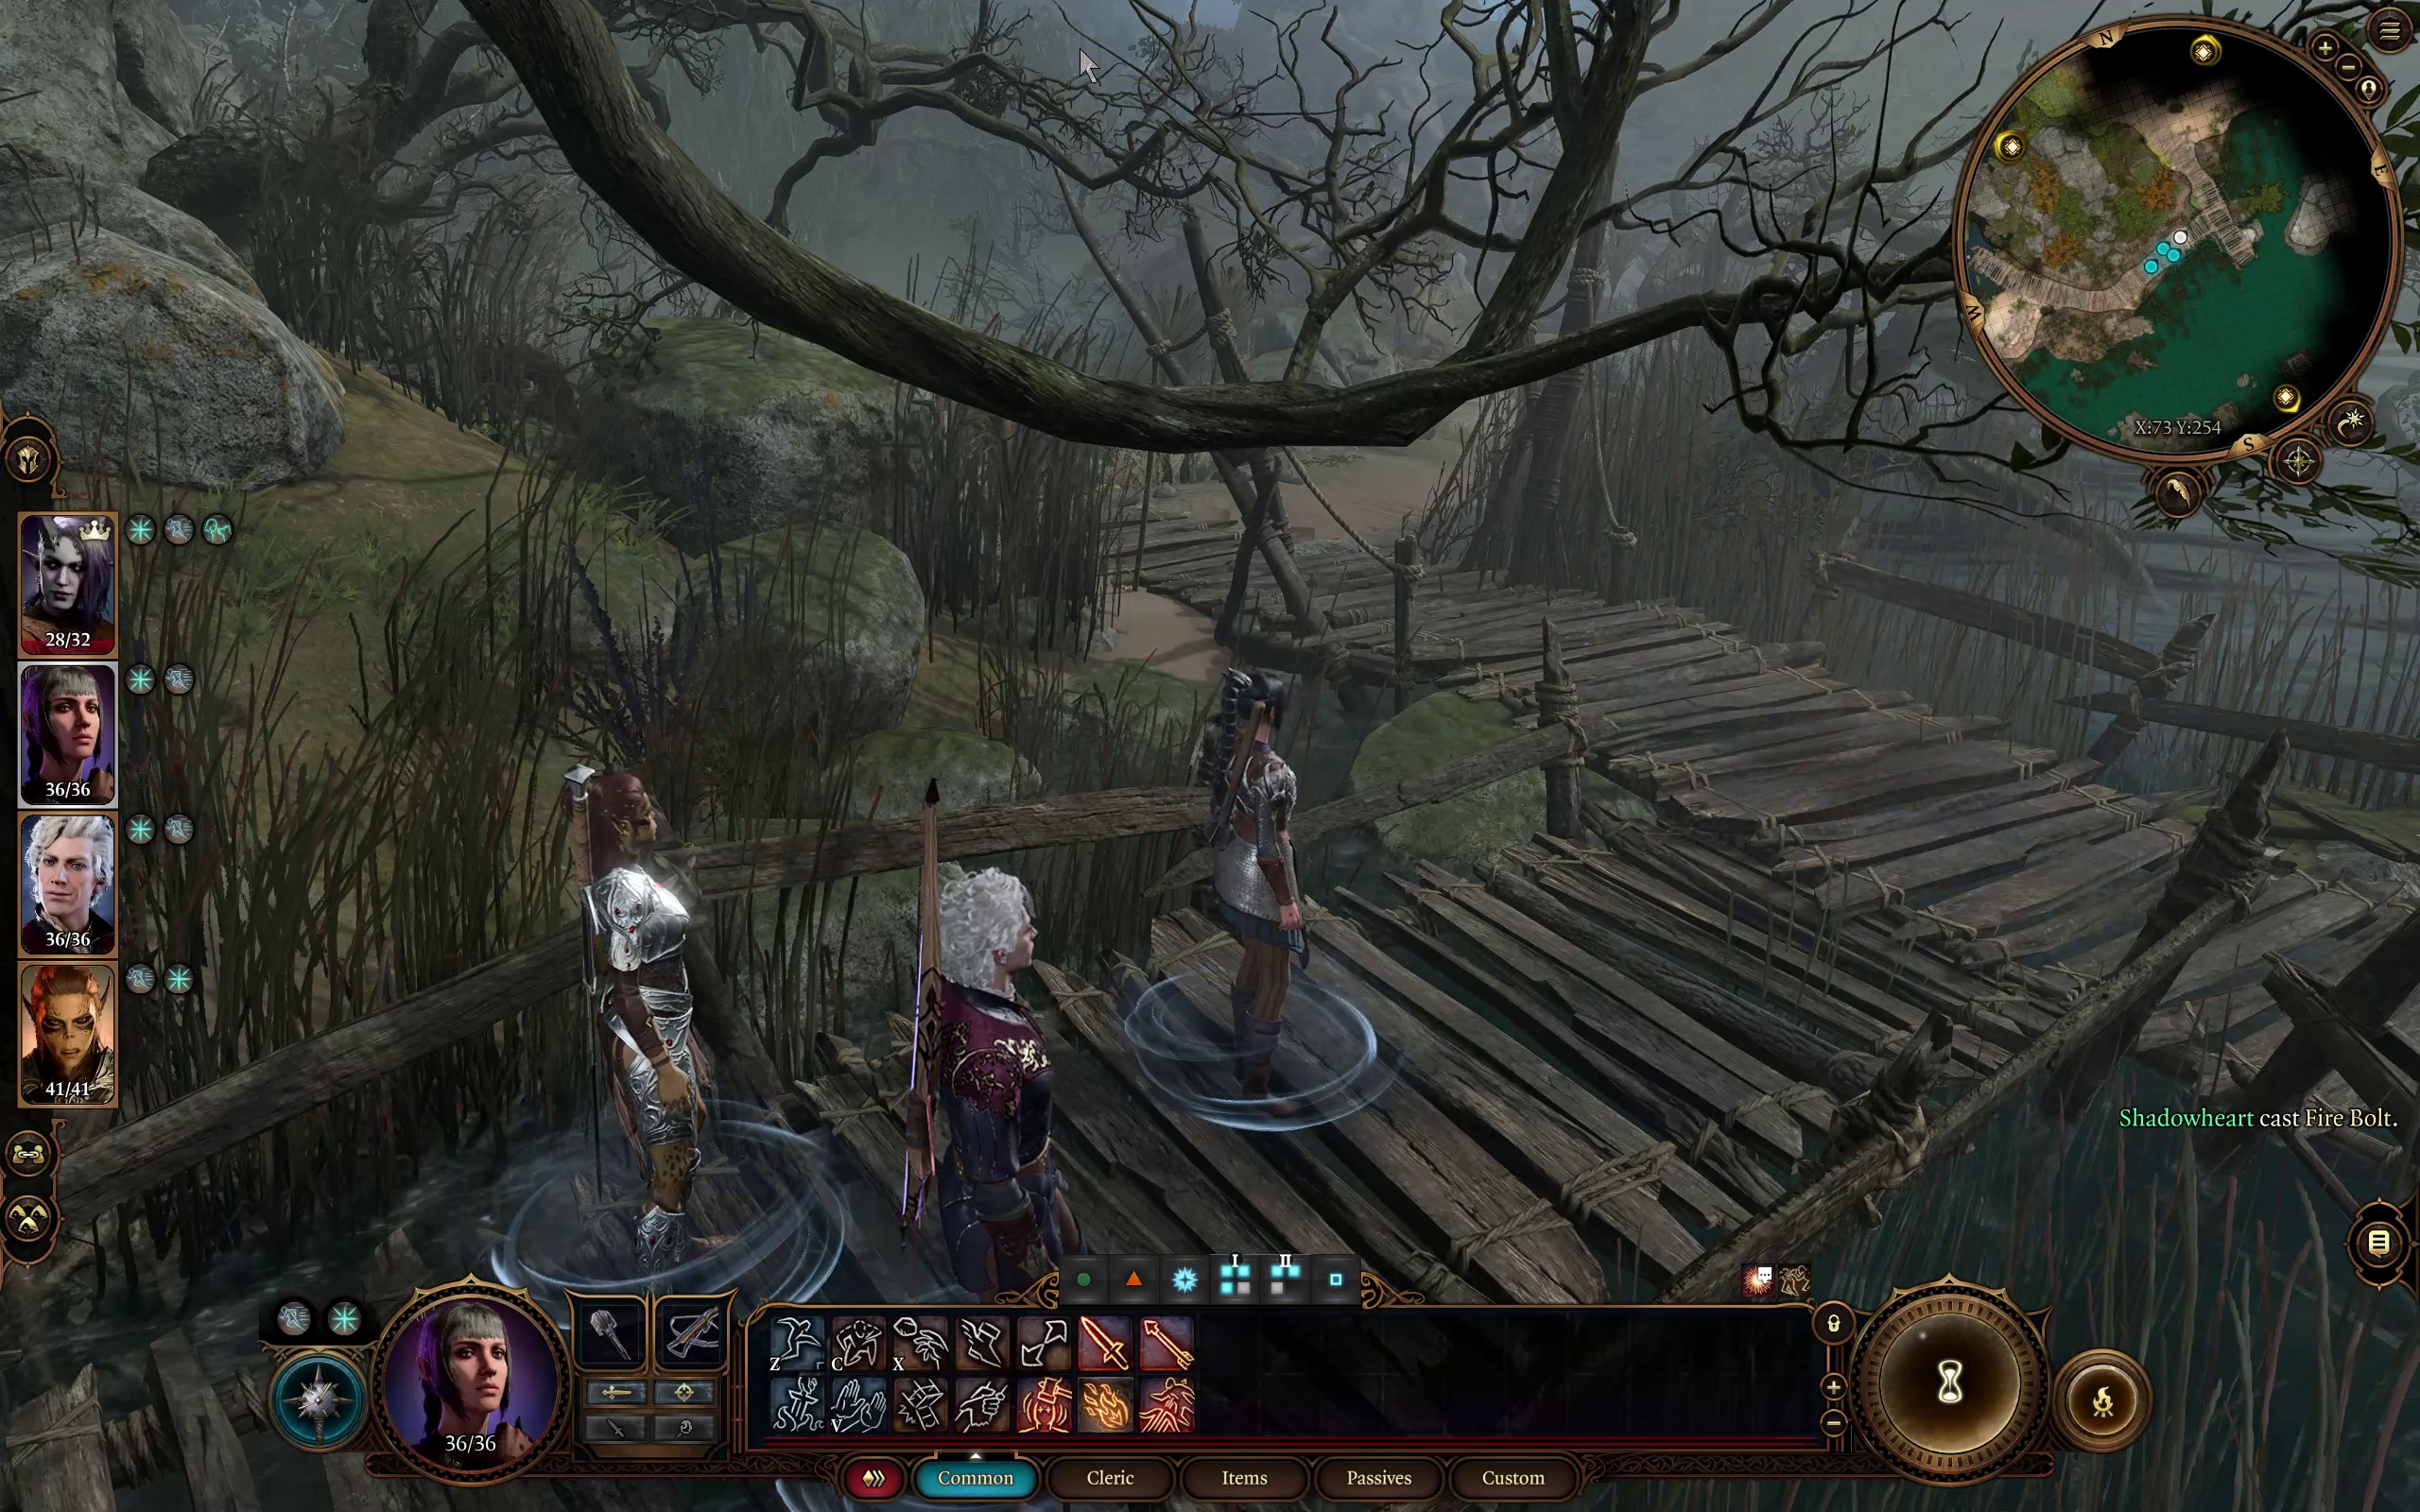 N
E
W
S
X:73 Y:254
28/32
36/36
36/36
41/41
Shadowheart cast Fire Bolt.
I
II
Z
C
X
V
36/36
Common
Cleric
Items
Passives
Custom